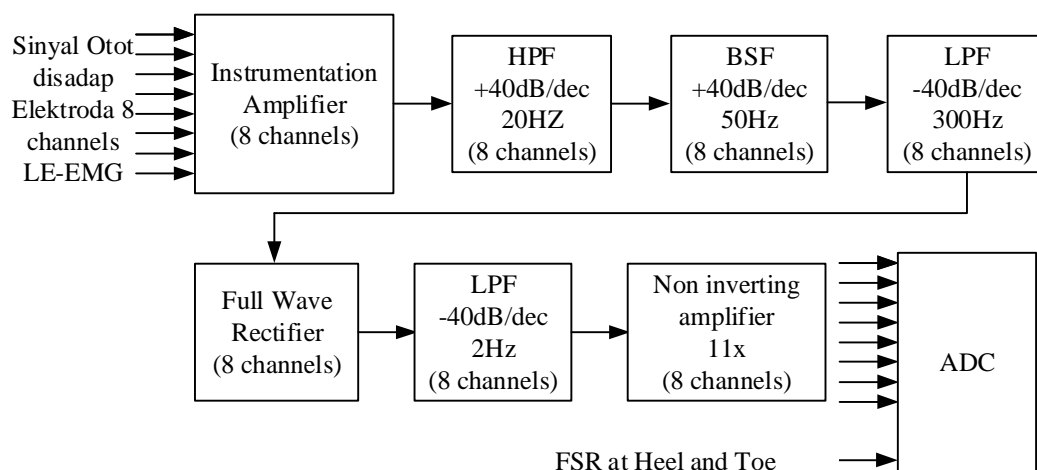 Sinyal Otot
disadap
Elektroda 8
channels
LE-EMG
Instrumentation
Amplifier
(8 channels)
HPF
+40dB/dec
20HZ
(8 channels)
BSF
+40dB/dec
50Hz
(8 channels)
LPF
-40dB/dec
300Hz
(8 channels)
Full Wave
Rectifier
(8 channels)
LPF
-40dB/dec
2Hz
(8 channels)
Non inverting
amplifier
11x
(8 channels)
ADC
FSR at Heel and Toe